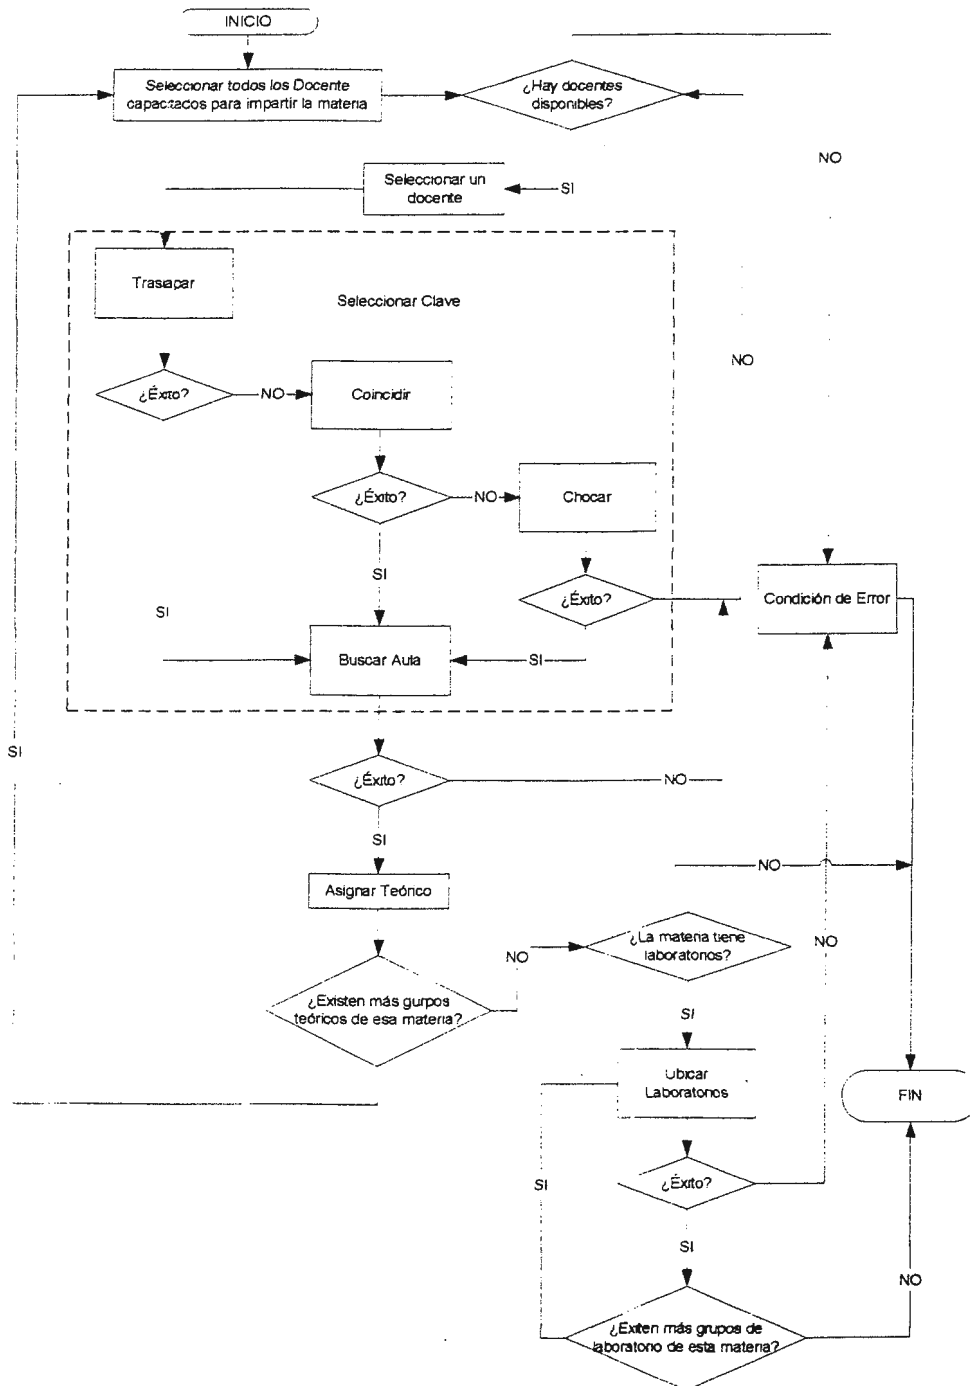 INICIO
Seleccionar todos los Docente
capacitados para impartir la materia
¿Hay docentes
disponibles?
NO
Seleccionar un
docente
SI
Traslapar
Seleccionar Clave
NO
¿Éxito?
NO
Coincidir
¿Éxito?
NO
Chocar
SI
¿Éxito?
Condición de Error
SI
Buscar Aula
SI
SI
¿Éxito?
NO
SI
NO
Asignar Teórico
¿La materia tiene
laboratorios?
NO
NO
¿Existen más gurpos
teóricos de esa materia?
SI
Ubicar
Laboratorios
FIN
SI
¿Éxito?
SI
NO
¿Exiten más grupos de
laboratorio de esta materia?